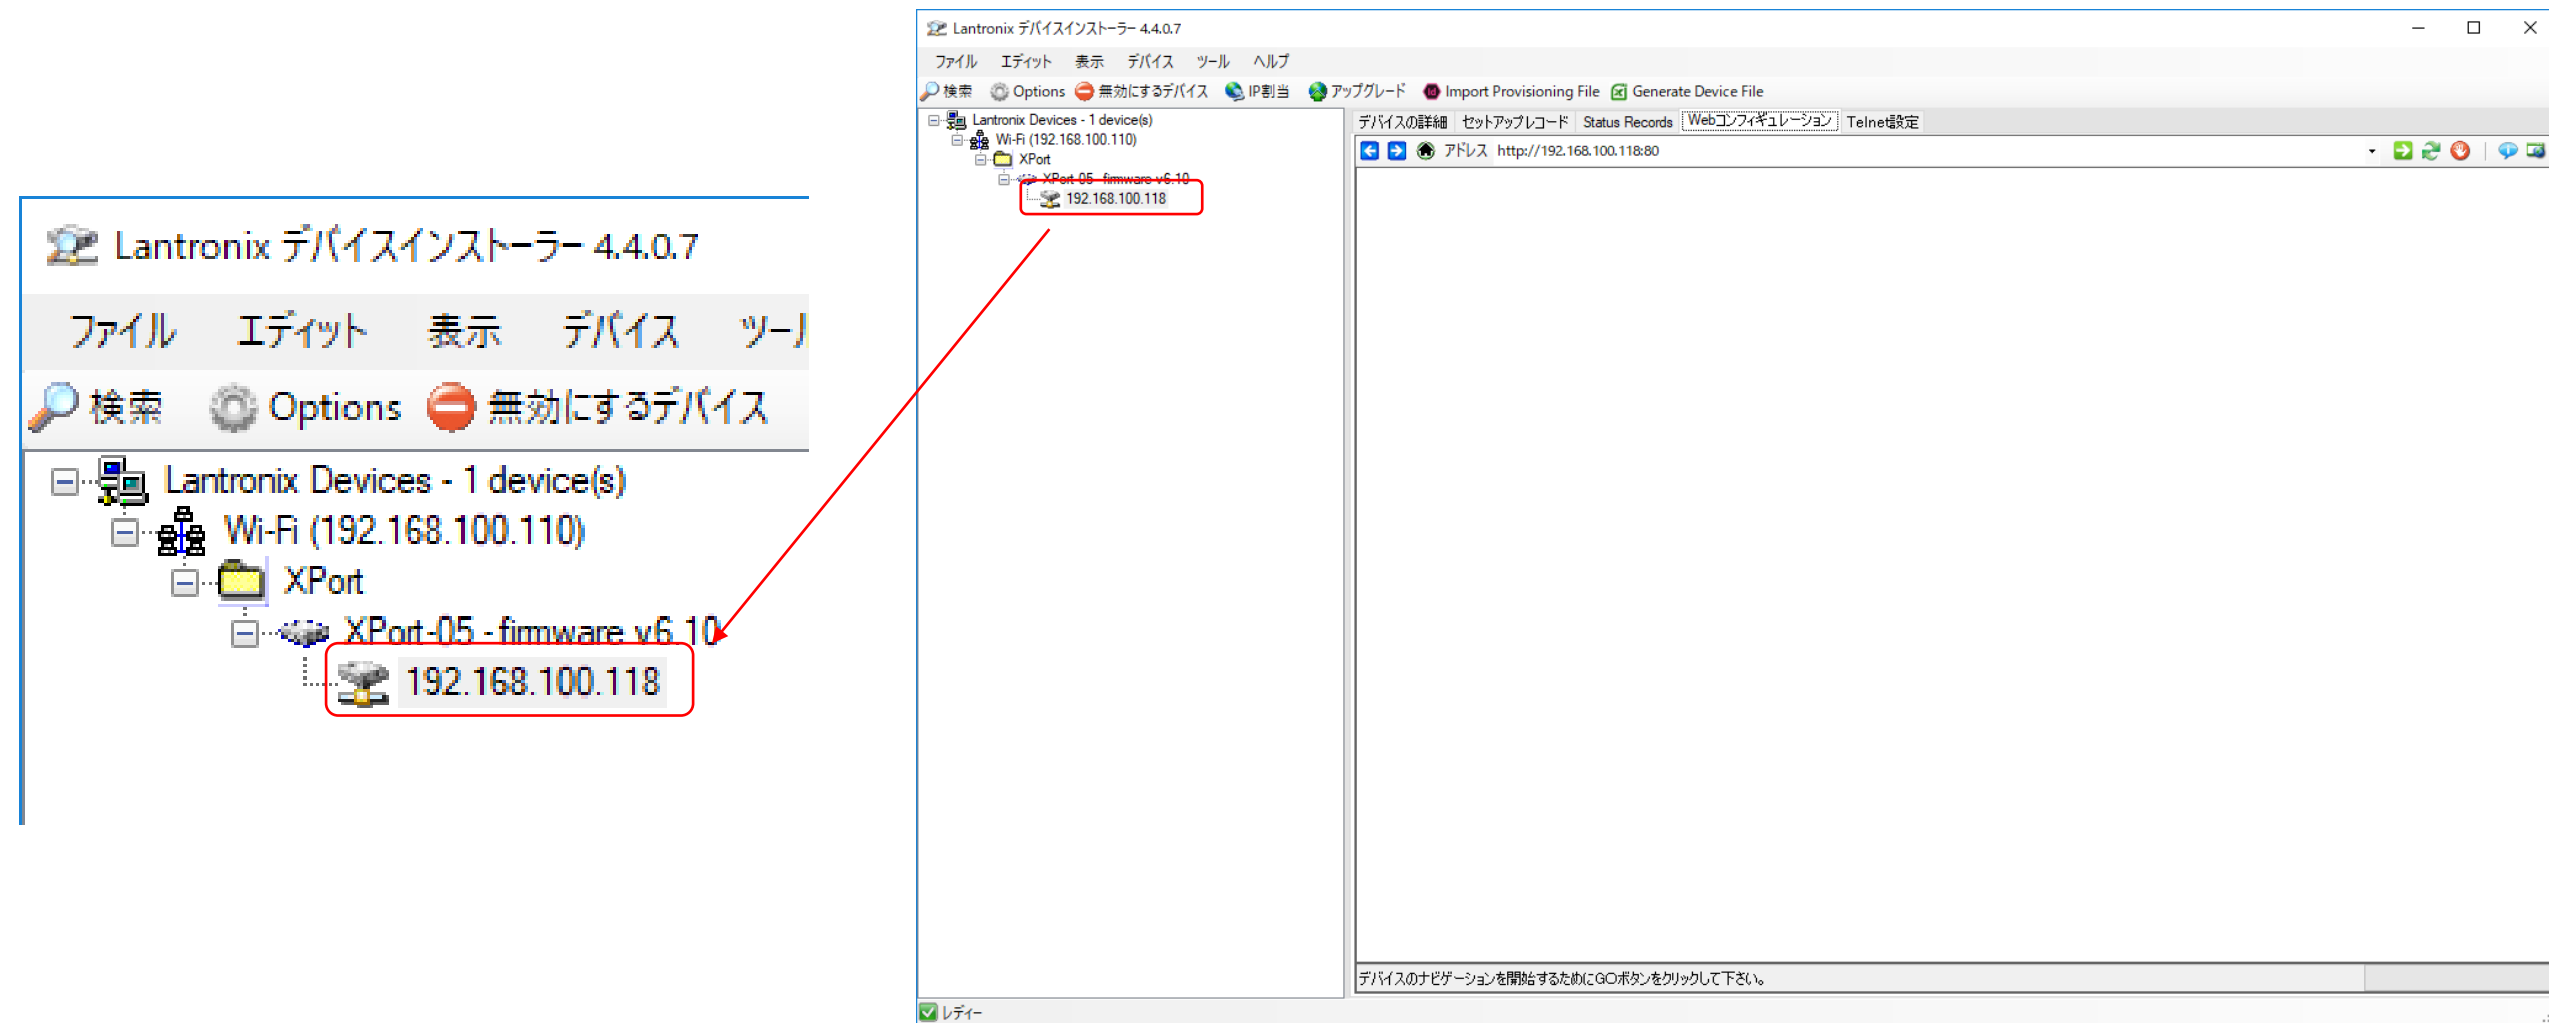 Lantronix デバイスインストーラー 4.4.0.7
ファイル エディット 表示 デバイス ツール
検索 Options 無効にするデバイス
Lantronix Devices - 1 device(s)
Wi-Fi (192.168.100.110)
XPort
XPort-05 - firmware v6.10
192.168.100.118
Lantronix デバイスインストーラー 4.4.0.7
ファイル エディット 表示 デバイス ツール ヘルプ
検索 Options 無効にするデバイス IP割当 アップグレード Import Provisioning File Generate Device File
Lantronix Devices - 1 device(s)
Wi-Fi (192.168.100.110)
XPort
XPort-05 - firmware v6.10
192.168.100.118
デバイスの詳細 セットアップレコード Status Records Webコンフィギュレーション Telnet設定
アドレス http://192.168.100.118:80
デバイスのナビゲーションを開始するためにGOボタンをクリックして下さい。
レディー